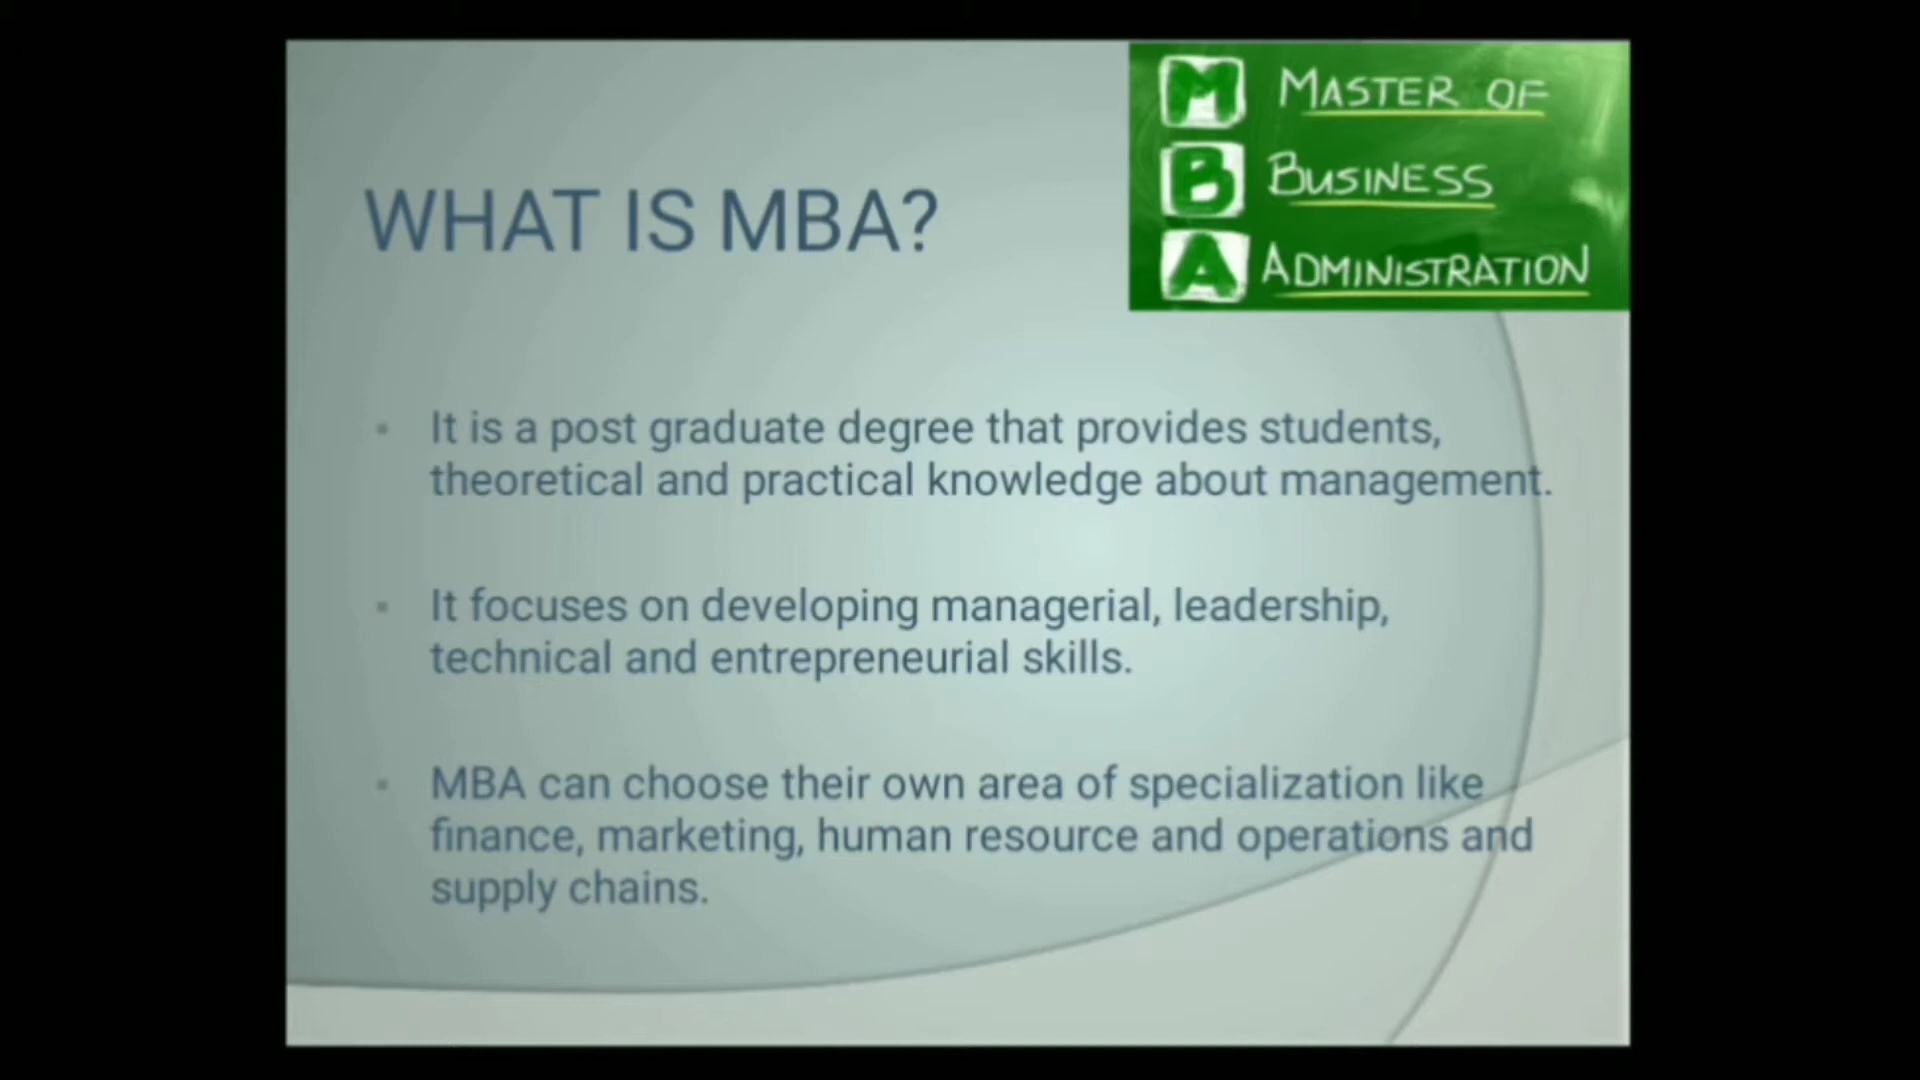 M MASTER OF
B BUSINESS
A ADMINISTRATION
WHAT IS MBA?
It is a post graduate degree that provides students,
theoretical and practical knowledge about management.
It focuses on developing managerial, leadership,
technical and entrepreneurial skills.
MBA can choose their own area of specialization like
finance, marketing, human resource and operations and
supply chains.